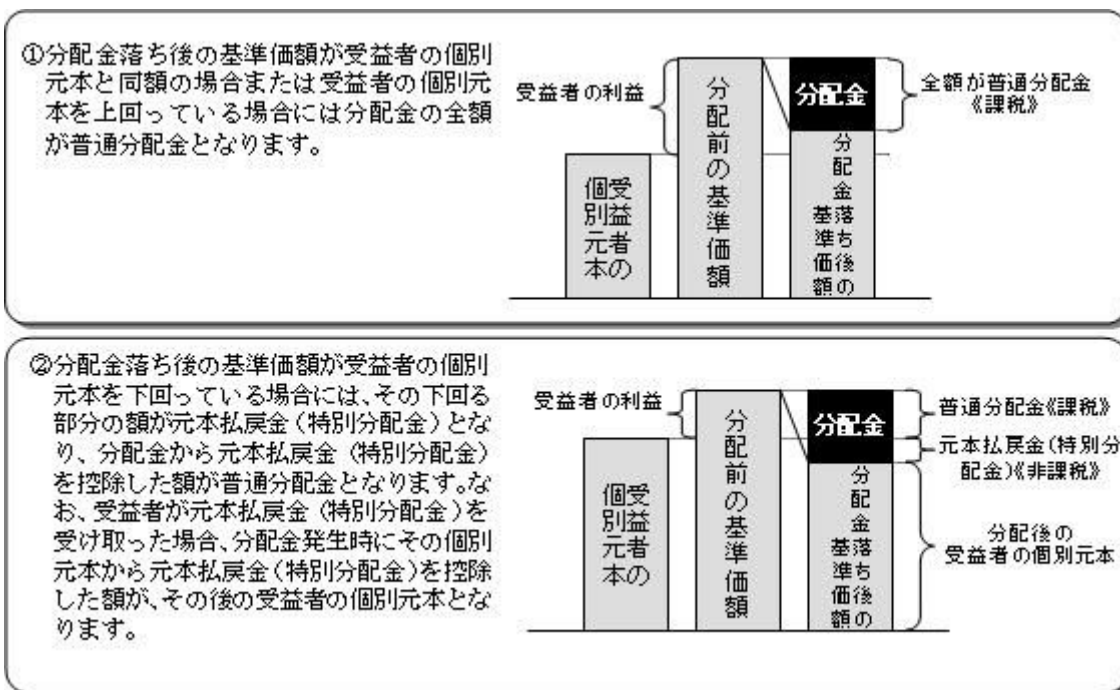 ①分配金落ち後の基準価額が受益者の個別
元本と同額の場合または受益者の個別元
本を上回っている場合には分配金の全額
が普通分配金となります。
受益者の利益
受益者の
個別元本
分配前の基準価額
分配金
分配金落ち後の
基準価額
全額が普通分配金
《課税》
②分配金落ち後の基準価額が受益者の個別
元本を下回っている場合には、その下回る
部分の額が元本払戻金(特別分配金)とな
り、分配金から元本払戻金(特別分配金)
を控除した額が普通分配金となります。な
お、受益者が元本払戻金(特別分配金)を
受け取った場合、分配金発生時にその個別
元本から元本払戻金(特別分配金)を控除
した額が、その後の受益者の個別元本とな
ります。
受益者の利益
受益者の
個別元本
分配前の基準価額
分配金
分配金落ち後の
基準価額
普通分配金《課税》
元本払戻金(特別分
配金)《非課税》
分配後の
受益者の個別元本